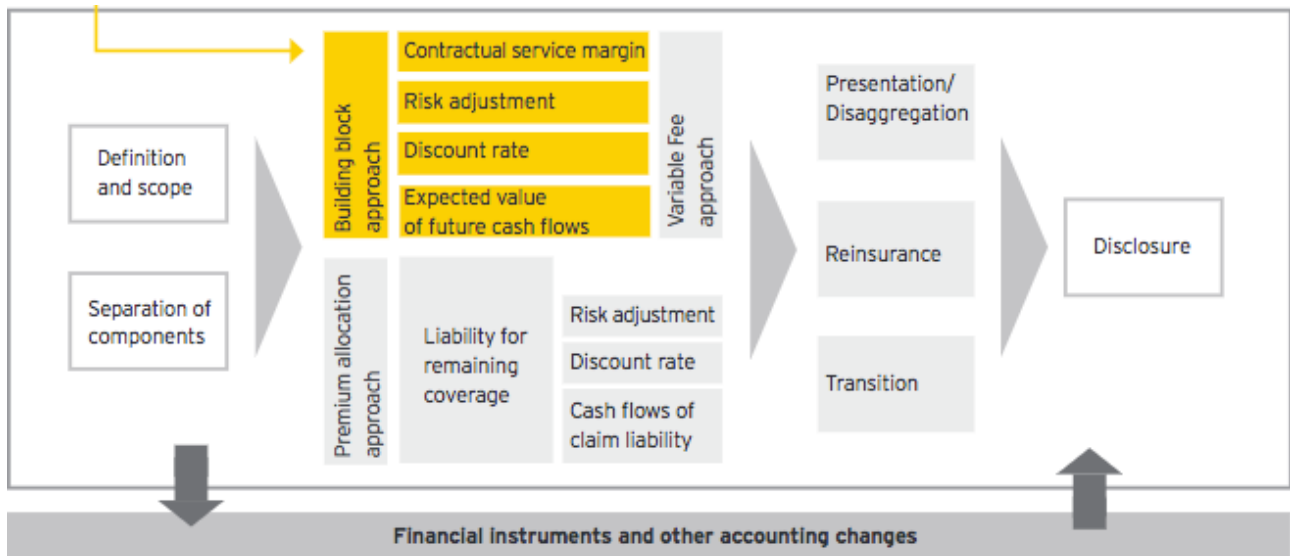 Definition
and scope
Separation of
components
Building block
approach
Contractual service margin
Risk adjustment
Discount rate
Expected value
of future cash flows
Variable Fee
approach
Premium allocation
approach
Liability for
remaining
coverage
Risk adjustment
Discount rate
Cash flows of
claim liability
Presentation/
Disaggregation
Reinsurance
Transition
Disclosure
Financial instruments and other accounting changes